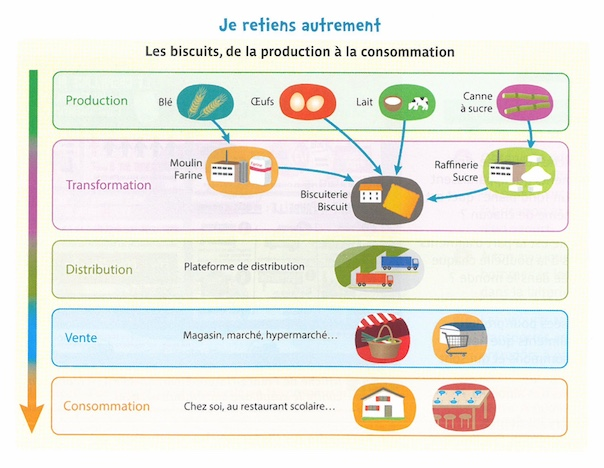 Je retiens autrement
Les biscuits, de la production à la consommation
Production
Blé
Œufs
Lait
Canne
à sucre
Transformation
Moulin
Farine
Biscuiterie
Biscuit
Raffinerie
Sucre
Distribution
Plateforme de distribution
Vente
Magasin, marché, hypermarché...
Consommation
Chez soi, au restaurant scolaire...